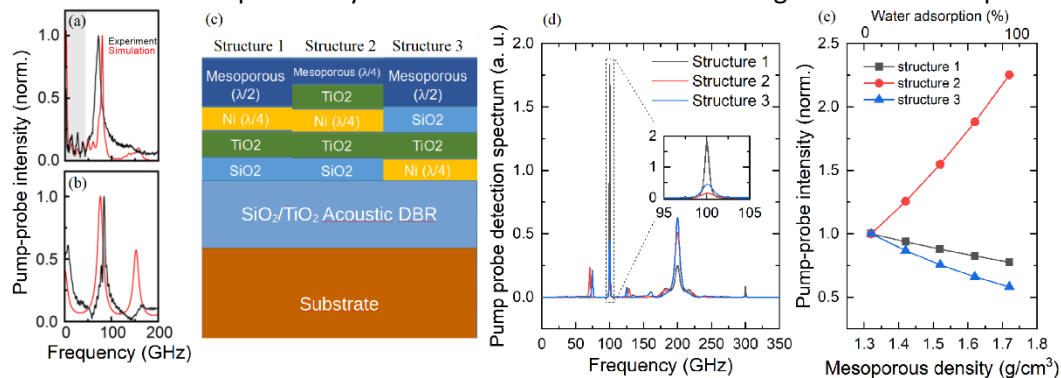 (a)
Experiment
Simulation
1.0
0.5
0.0
(b)
1.0
0.5
0.0
0 50 100 150 200
Frequency (GHz)
Pump-probe intensity (norm.)
(c)
Structure 1 Structure 2 Structure 3
Mesoporous (λ/2)
Ni (λ/4)
TiO2
SiO2
Mesoporous (λ/4)
TiO2
Ni (λ/4)
TiO2
SiO2
Mesoporous (λ/2)
SiO2
TiO2
Ni (λ/4)
SiO₂/TiO₂ Acoustic DBR
Substrate
(d)
Pump probe detection spectrum (a. u.)
2.0
1.5
1.0
0.5
0.0
Structure 1
Structure 2
Structure 3
2
1
0
95 100 105
0 50 100 150 200 250 300 350
Frequency (GHz)
(e)
Water adsorption (%)
0 100
Pump-probe intensity (norm.)
2.5
2.0
1.5
1.0
0.5
structure 1
structure 2
structure 3
1.3 1.4 1.5 1.6 1.7 1.8
Mesoporous density (g/cm³)